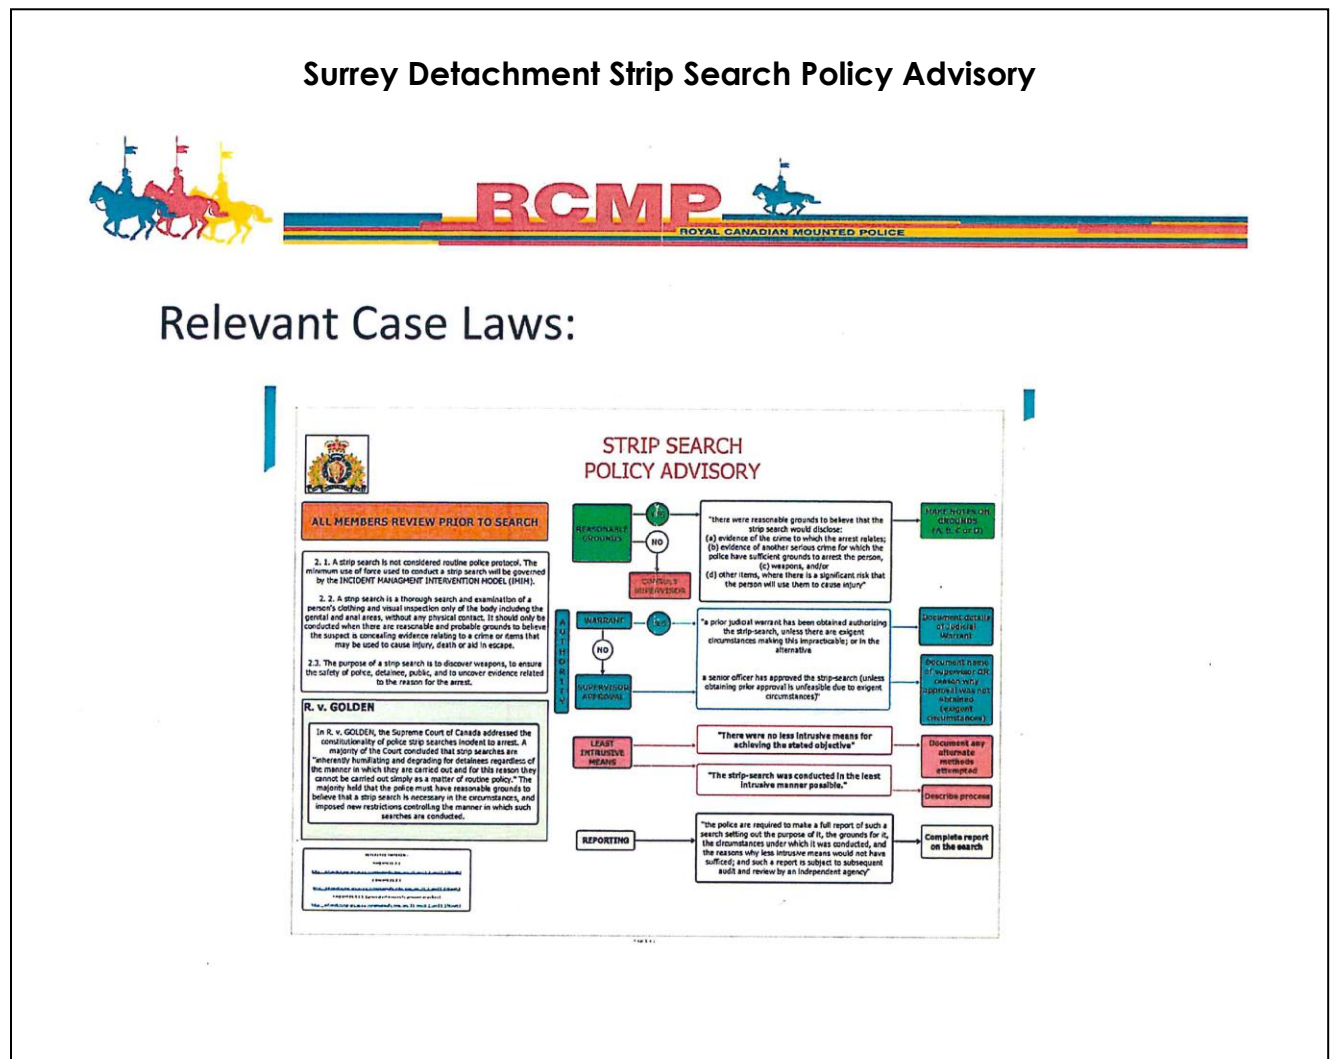 Surrey Detachment Strip Search Policy Advisory
RCMP
ROYAL CANADIAN MOUNTED POLICE
Relevant Case Laws:
STRIP SEARCH
POLICY ADVISORY
ALL MEMBERS REVIEW PRIOR TO SEARCH
2. 1. A strip search is not considered routine police protocol. The
minimum use of force used to conduct a strip search will be governed
by the INCIDENT MANAGMENT INTERVENTION MODEL (IMIM).
2. 2. A strip search is a thorough search and examination of a
person's clothing and visual inspection only of the body including the
genital and anal areas, without any physical contact. It should only be
conducted when there are reasonable and probable grounds to believe
the suspect is concealing evidence relating to a crime or items that
may be used to cause injury, death or aid in escape.
2.3. The purpose of a strip search is to discover weapons, to ensure
the safety of police, detainee, public, and to uncover evidence related
to the reason for the arrest.
R. v. GOLDEN
In R. v. GOLDEN, the Supreme Court of Canada addressed the
constitutionality of police strip searches incident to arrest. A
majority of the Court concluded that strip searches are
"inherently humiliating and degrading for detainees regardless of
the manner in which they are carried out and for this reason they
cannot be carried out simply as a matter of routine policy." The
majority held that the police must have reasonable grounds to
believe that a strip search is necessary in the circumstances, and
imposed new restrictions controlling the manner in which such
searches are conducted.
REASONABLE
GROUNDS
YES
NO
CONSULT
SUPERVISOR
"there were reasonable grounds to believe that the
strip search would disclose:
(a) evidence of the crime to which the arrest relates;
(b) evidence of another serious crime for which the
police have sufficient grounds to arrest the person,
(c) weapons, and/or
(d) other items, where there is a significant risk that
the person will use them to cause injury"
MAKE NOTES ON
GROUNDS
(A, B, C or D)
AUTHORITY
WARRANT
YES
NO
SUPERVISOR
APPROVAL
"a prior judicial warrant has been obtained authorizing
the strip-search, unless there are exigent
circumstances making this impracticable; or in the
alternative
a senior officer has approved the strip-search (unless
obtaining prior approval is unfeasible due to exigent
circumstances)"
Document details
of Judicial
Warrant
Document name
of supervisor OR
reason why
approval was not
obtained
(exigent
circumstances)
LEAST
INTRUSIVE
MEANS
"There were no less intrusive means for
achieving the stated objective"
"The strip-search was conducted in the least
intrusive manner possible."
Document any
alternate
methods
attempted
Describe process
REPORTING
"the police are required to make a full report of such a
search setting out the purpose of it, the grounds for it,
the circumstances under which it was conducted, and
the reasons why less intrusive means would not have
sufficed; and such a report is subject to subsequent
audit and review by an independent agency"
Complete report
on the search